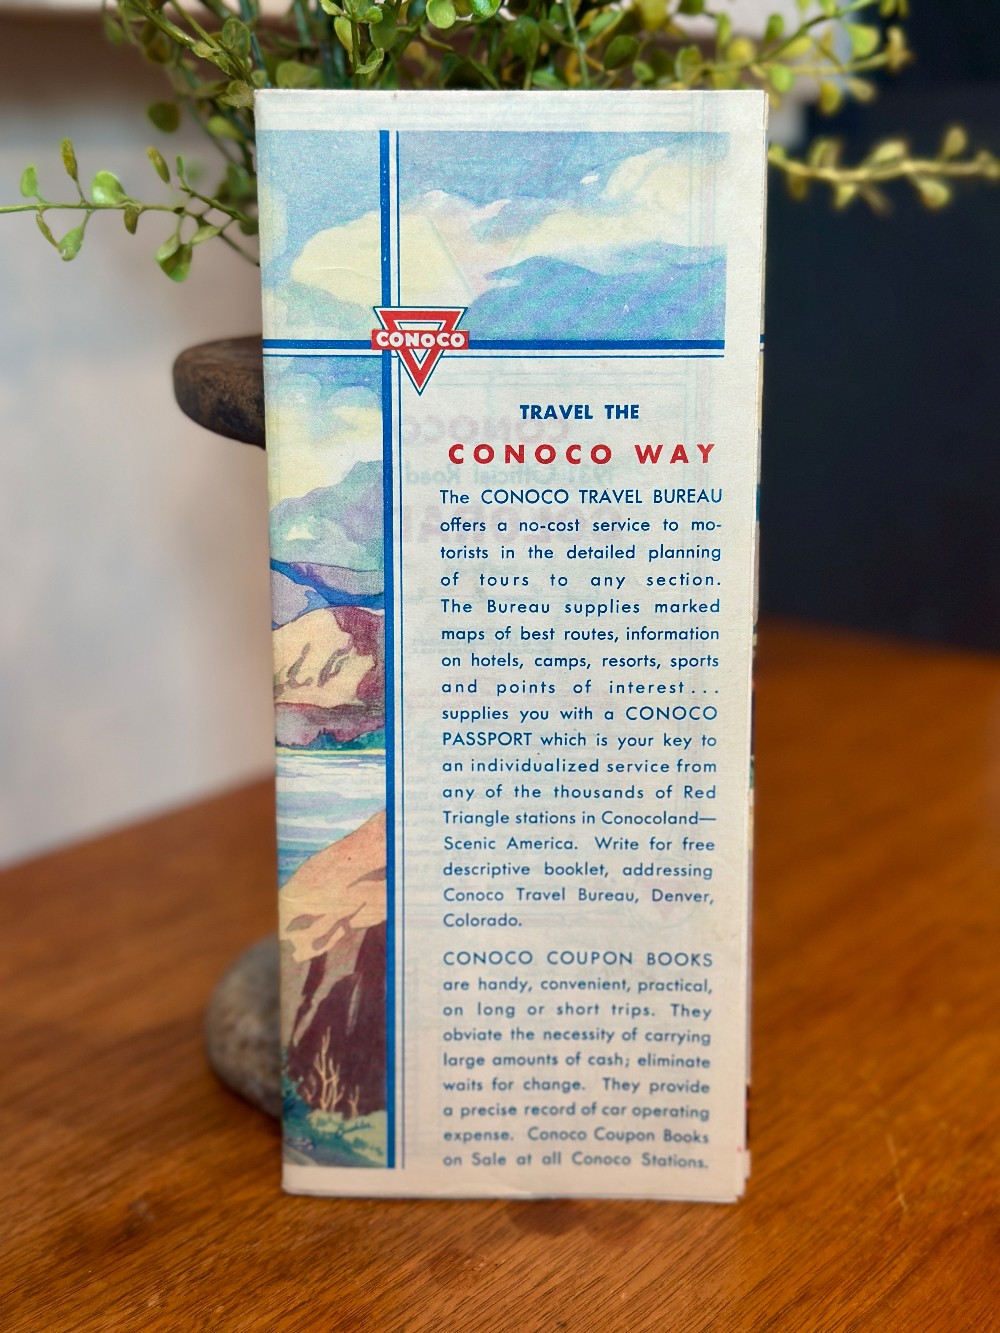 CONOCO
TRAVEL THE
CONOCO WAY
The CONOCO TRAVEL BUREAU
offers a no-cost service to mo-
torists in the detailed planning
of tours to any section.
The Bureau supplies marked
maps of best routes, information
on hotels, camps, resorts, sports
and points of interest...
supplies you with a CONOCO
PASSPORT which is your key to
an individualized service from
any of the thousands of Red
Triangle stations in Conocoland—
Scenic America. Write for free
descriptive booklet, addressing
Conoco Travel Bureau, Denver,
Colorado.
CONOCO COUPON BOOKS
are handy, convenient, practical,
on long or short trips. They
obviate the necessity of carrying
large amounts of cash; eliminate
waits for change. They provide
a precise record of car operating
expense. Conoco Coupon Books
on Sale at all Conoco Stations.